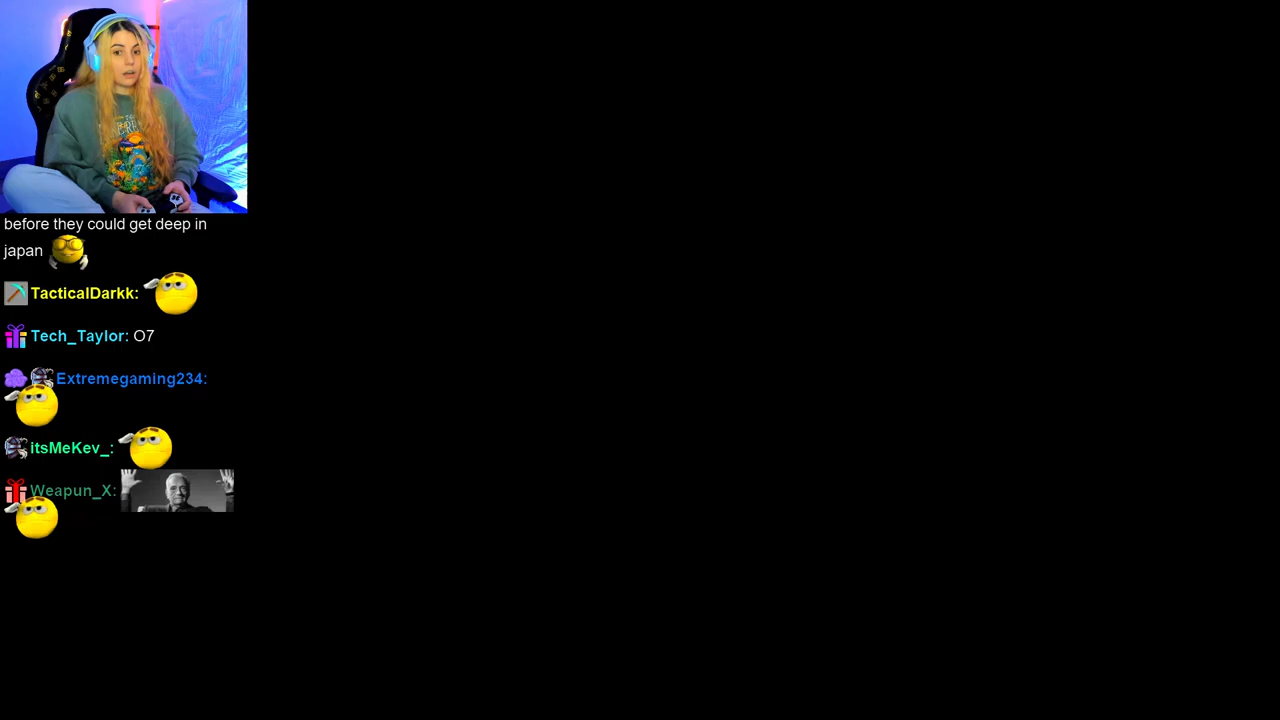 before they could get deep in
japan
TacticalDarkk:
Tech_Taylor: O7
Extremegaming234:
itsMeKev_:
Weapun_X: